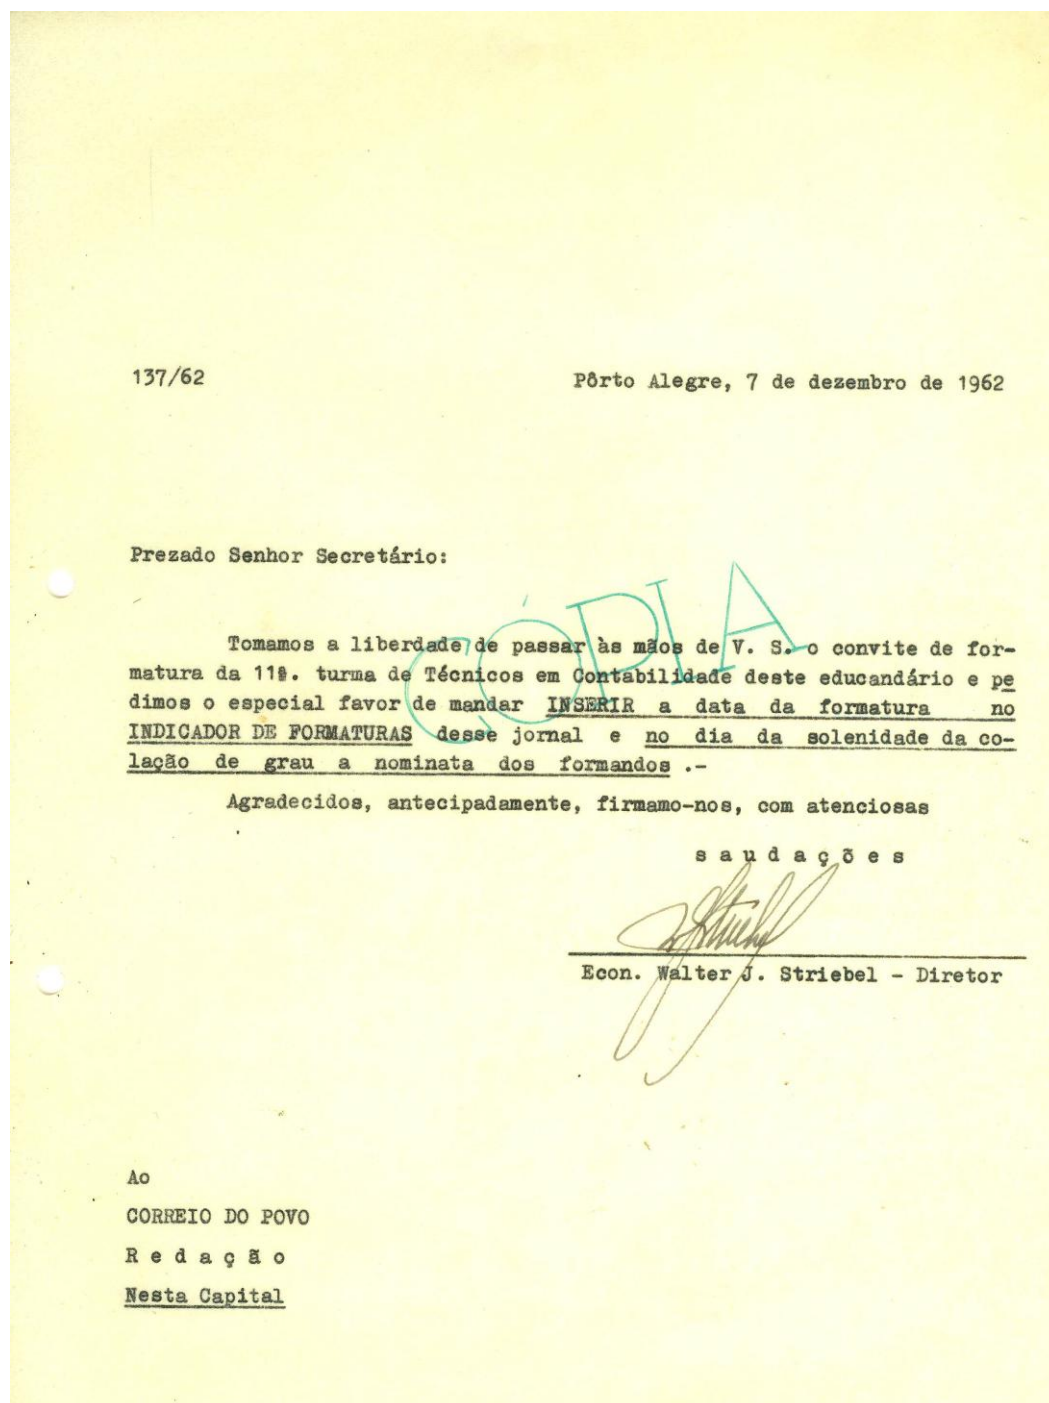 137/62
Pôrto Alegre, 7 de dezembro de 1962
Prezado Senhor Secretário:
CÓPIA
Tomamos a liberdade de passar às mãos de V. S. o convite de for-
matura da 11ª. turma de Técnicos em Contabilidade deste educandário e pe
dimos o especial favor de mandar INSERIR a data da formatura no
INDICADOR DE FORMATURAS desse jornal e no dia da solenidade da co-
lação de grau a nominata dos formandos .-
Agradecidos, antecipadamente, firmamo-nos, com atenciosas
s a u d a ç õ e s
Econ. Walter J. Striebel - Diretor
Ao
CORREIO DO POVO
R e d a ç ã o
Nesta Capital